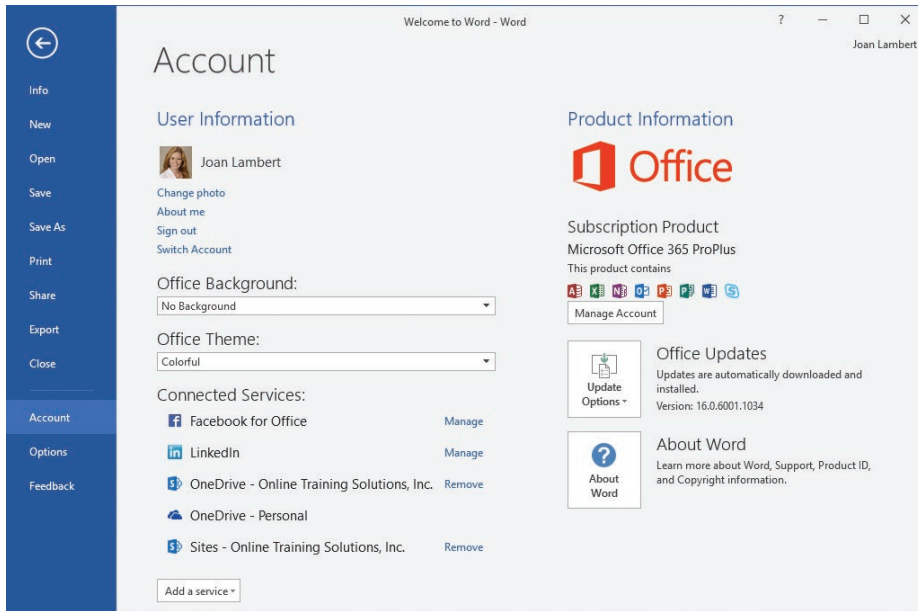 Welcome to Word - Word
?
Joan Lambert
Account
Info
New
Open
Save
Save As
Print
Share
Export
Close
Account
Options
Feedback
User Information
Joan Lambert
Change photo
About me
Sign out
Switch Account
Office Background:
No Background
Office Theme:
Colorful
Connected Services:
Facebook for Office Manage
LinkedIn Manage
OneDrive - Online Training Solutions, Inc. Remove
OneDrive - Personal
Sites - Online Training Solutions, Inc. Remove
Add a service
Product Information
Office
Subscription Product
Microsoft Office 365 ProPlus
This product contains
Manage Account
Update
Options
Office Updates
Updates are automatically downloaded and
installed.
Version: 16.0.6001.1034
?
About
Word
About Word
Learn more about Word, Support, Product ID,
and Copyright information.